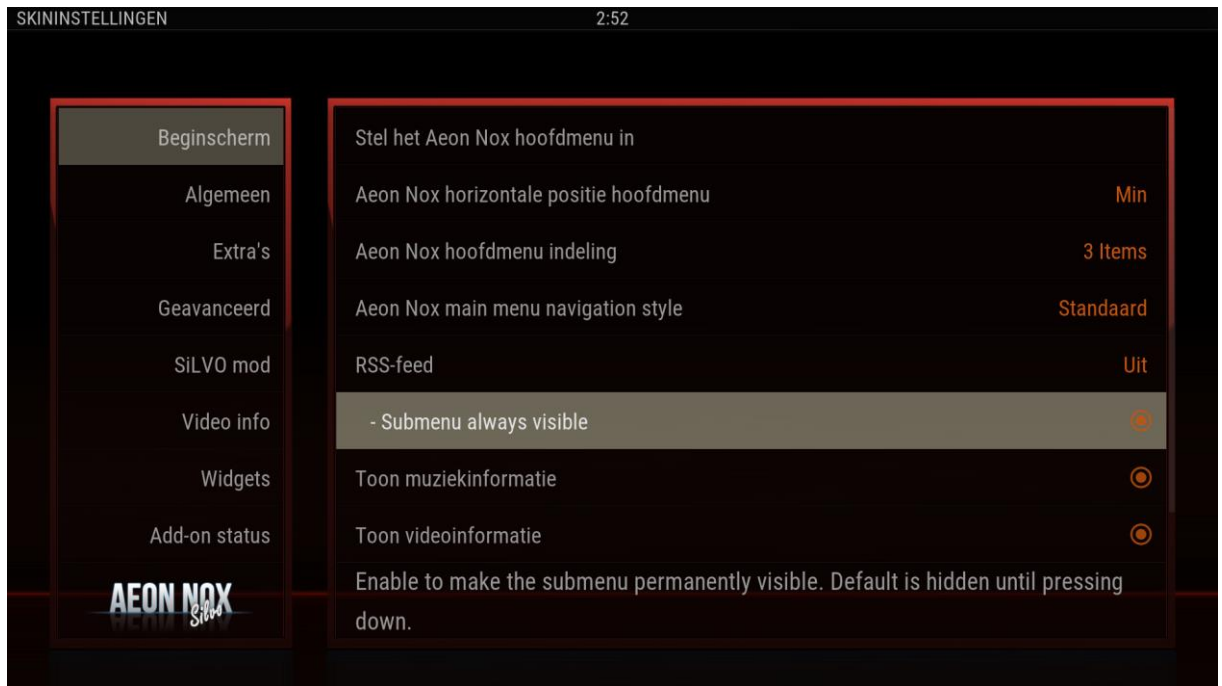 SKININSTELLINGEN
2:52
Beginscherm
Algemeen
Extra's
Geavanceerd
SiLVO mod
Video info
Widgets
Add-on status
AEON NOX
Silvo
Stel het Aeon Nox hoofdmenu in
Aeon Nox horizontale positie hoofdmenu Min
Aeon Nox hoofdmenu indeling 3 Items
Aeon Nox main menu navigation style Standaard
RSS-feed Uit
- Submenu always visible
Toon muziekinformatie
Toon videoinformatie
Enable to make the submenu permanently visible. Default is hidden until pressing
down.